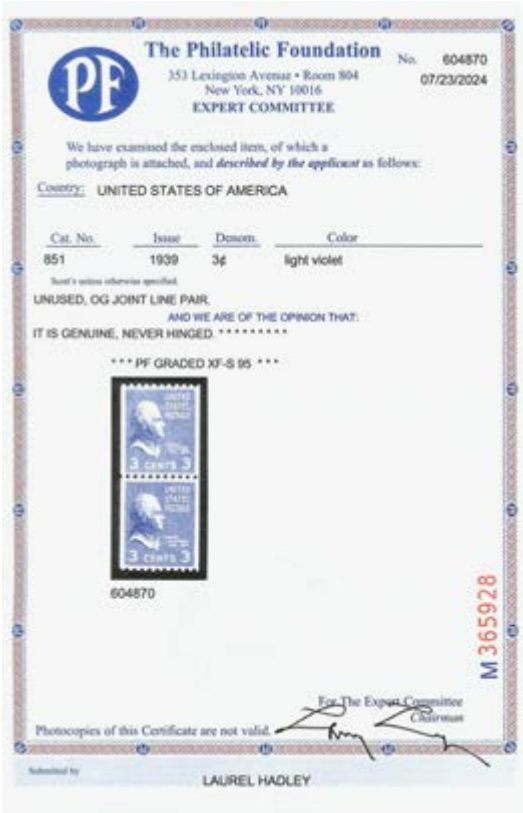 PF
The Philatelic Foundation
No. 604870
353 Lexington Avenue • Room 804
07/23/2024
New York, NY 10016
EXPERT COMMITTEE
We have examined the enclosed item, of which a
photograph is attached, and described by the applicant as follows:
Country: UNITED STATES OF AMERICA
Cat. No. Issue Denom. Color
851 1939 3¢ light violet
Scott's unless otherwise specified.
UNUSED, OG JOINT LINE PAIR.
AND WE ARE OF THE OPINION THAT:
IT IS GENUINE, NEVER HINGED. * * * * * * * * *
* * * PF GRADED XF-S 95 * * *
UNITED
STATES
POSTAGE
3 CENTS 3
UNITED
STATES
POSTAGE
3 CENTS 3
604870
M 365928
For The Expert Committee
Chairman
Photocopies of this Certificate are not valid.
Submitted by
LAUREL HADLEY